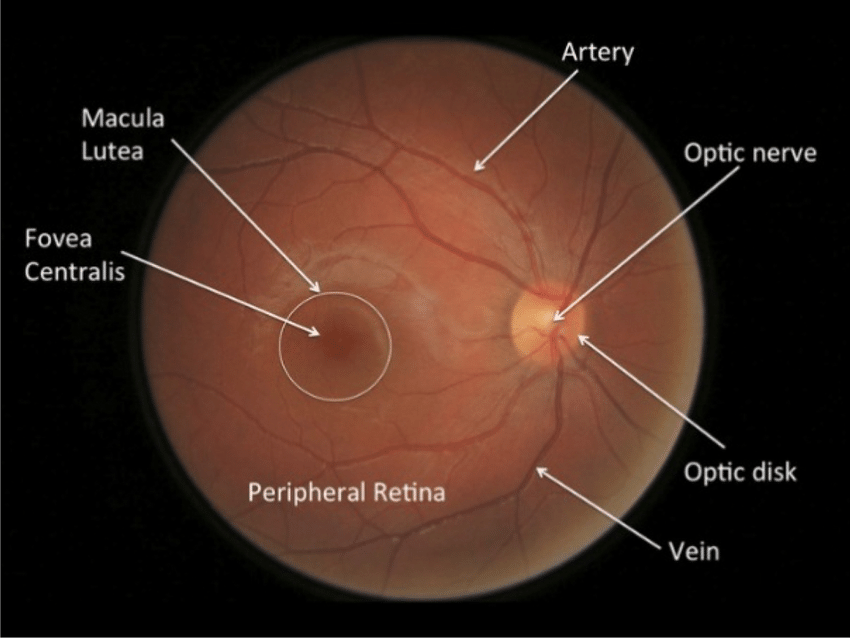 Artery
Macula
Lutea
Optic nerve
Fovea
Centralis
Optic disk
Peripheral Retina
Vein